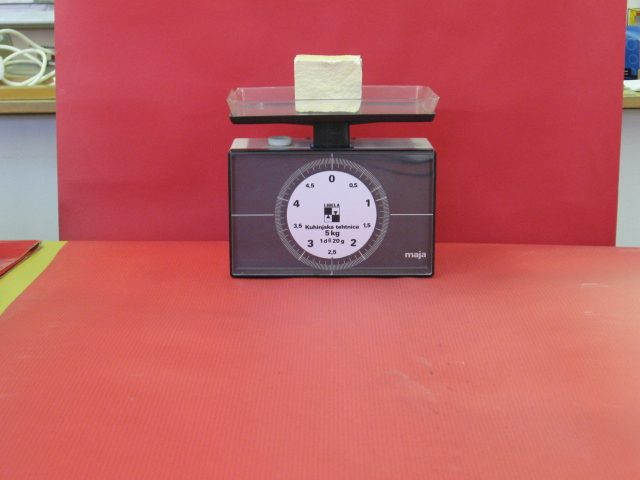 0
4,5 0,5
4 1
LIBELA
3,5 Kuhinjska tehtnica 1,5
5 kg
3 1 d = 20 g 2
2,5
maja